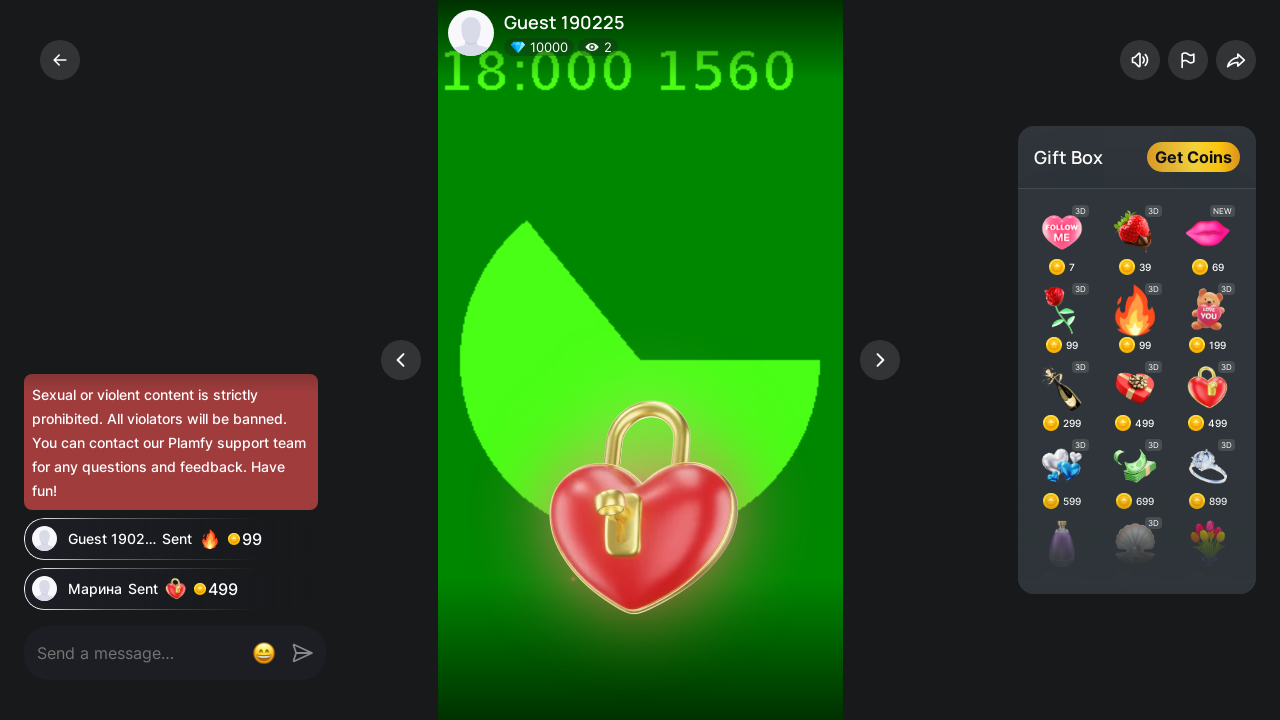 Guest 190225
10000 2
18:000 1560
Gift Box
Get Coins
3D 3D NEW
FOLLOW
ME
7 39 69
3D 3D 3D
LOVE
YOU
99 99 199
3D 3D 3D
299 499 499
3D 3D 3D
599 699 899
3D
Sexual or violent content is strictly
prohibited. All violators will be banned.
You can contact our Plamfy support team
for any questions and feedback. Have
fun!
Guest 1902... Sent 99
Марина Sent 499
Send a message...